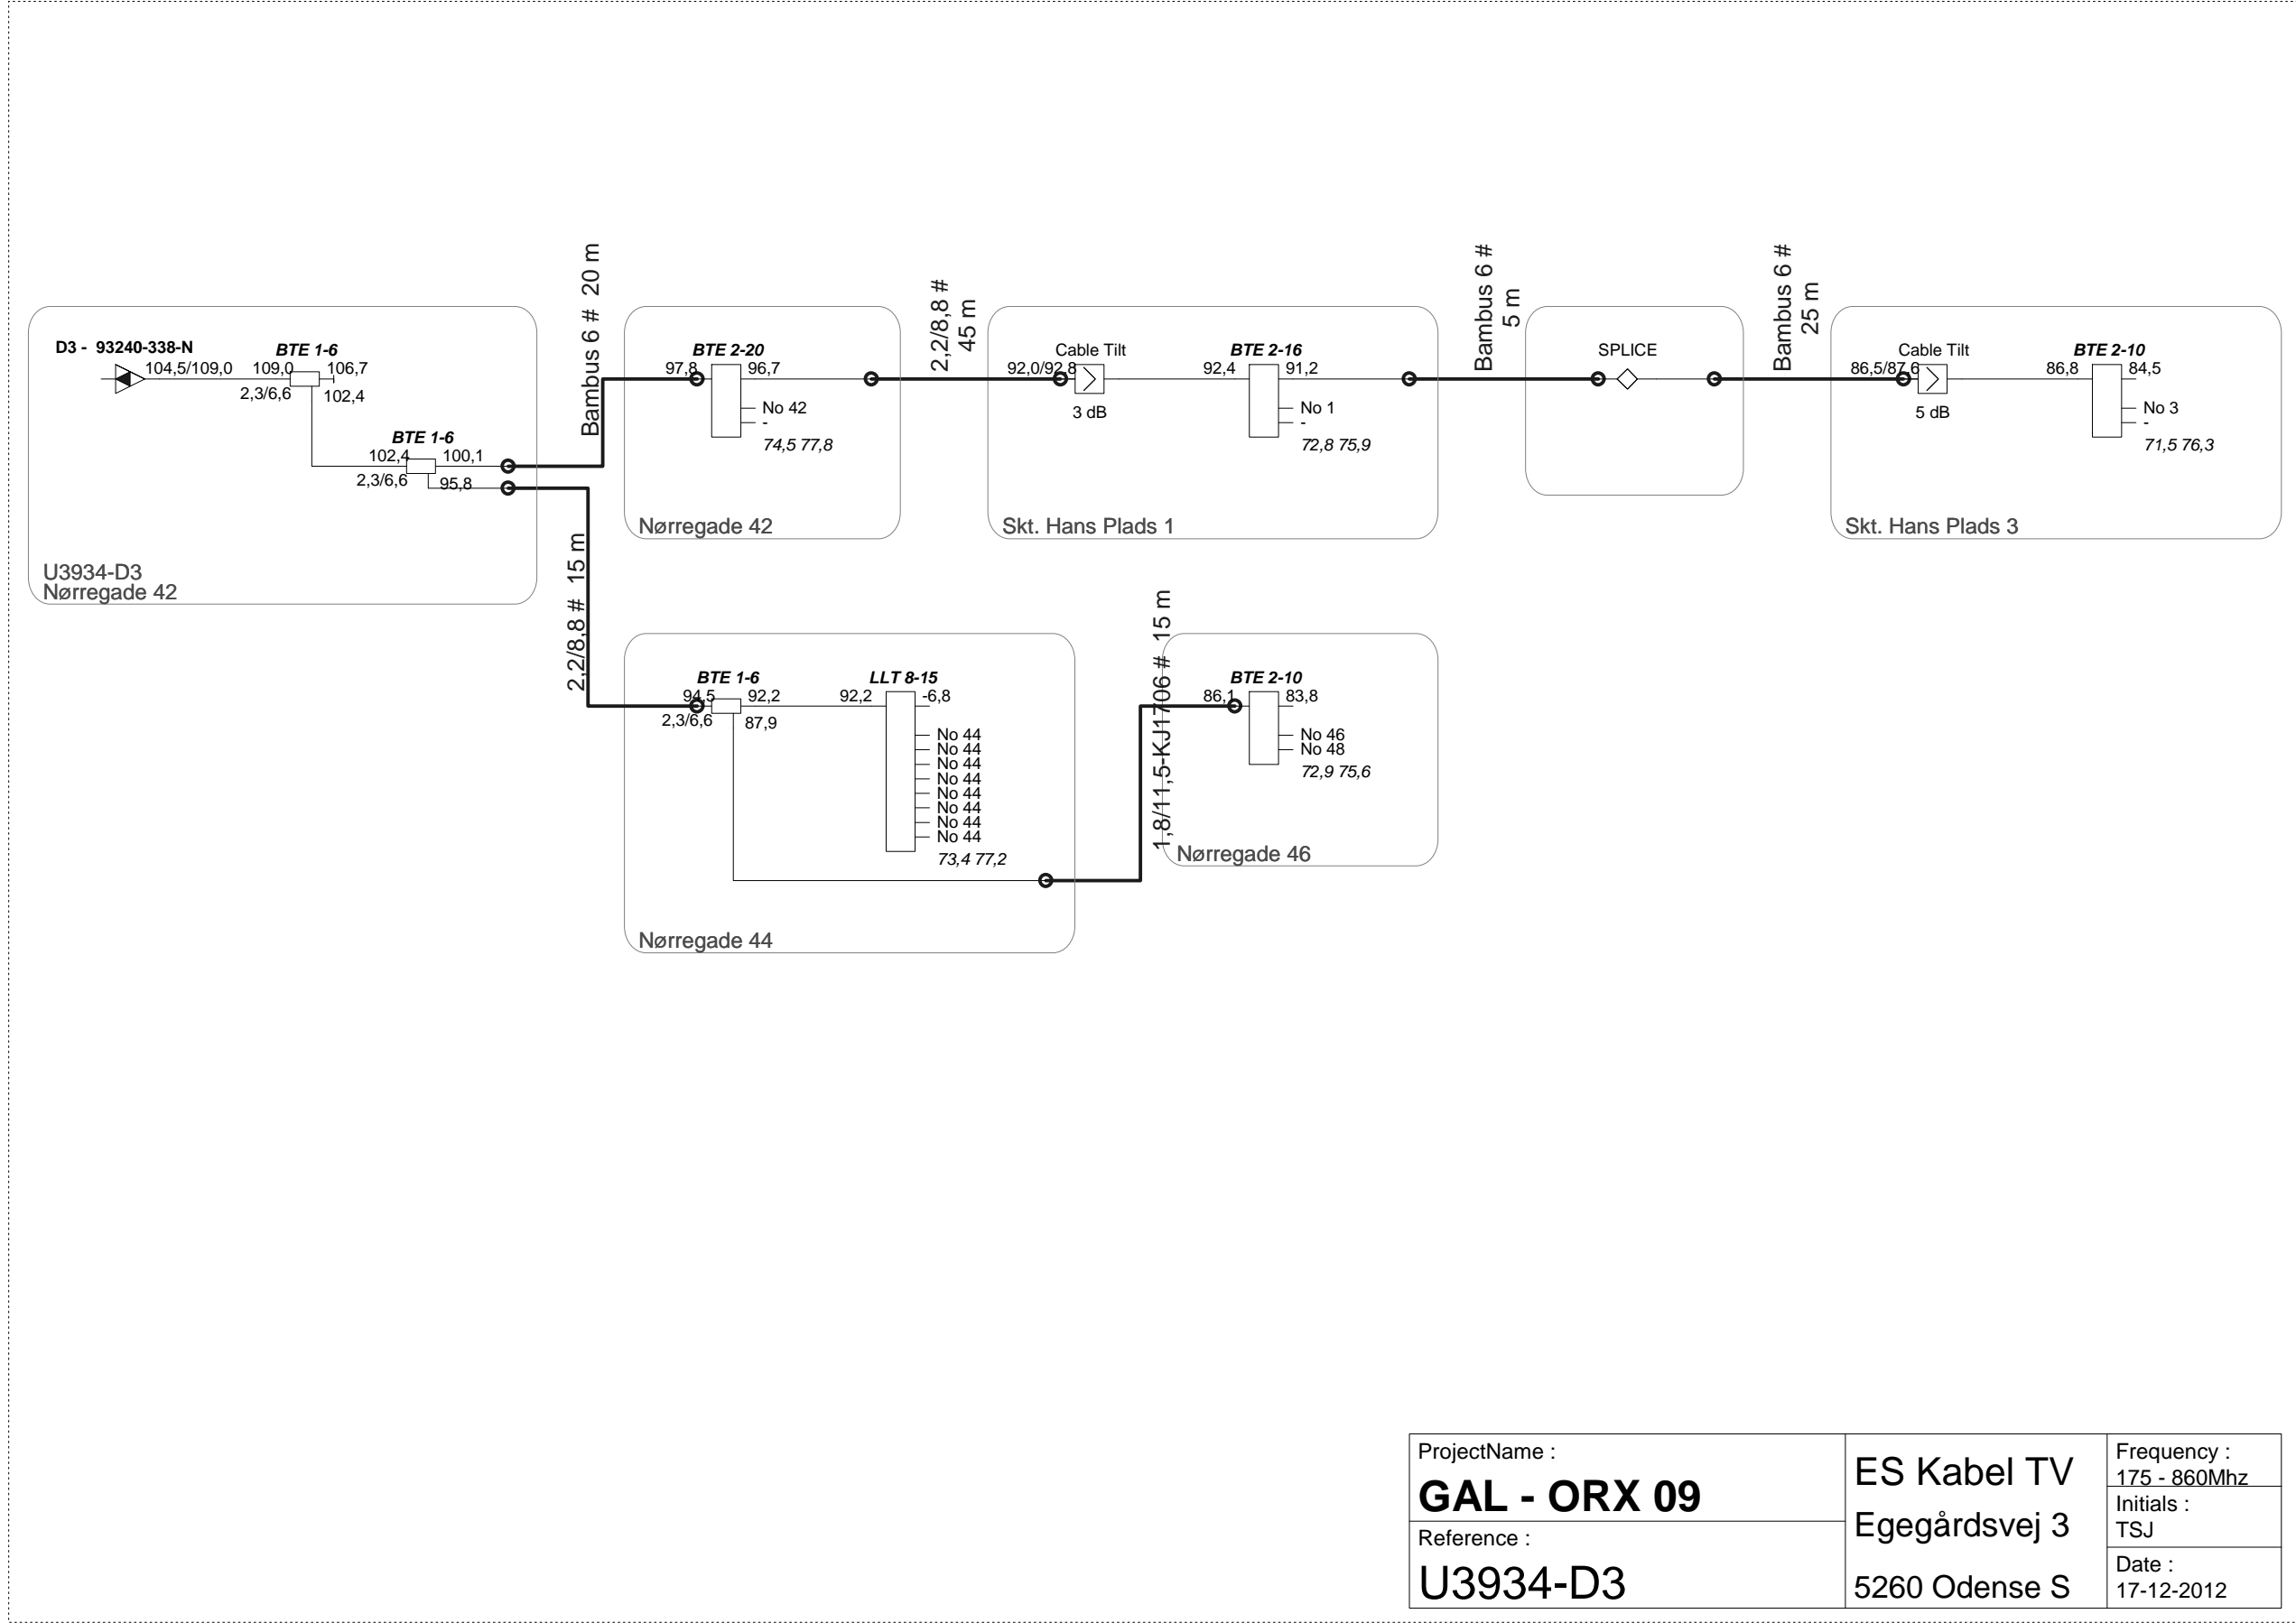 D3 -  93240-338-N
104,5/109,0
BTE 1-6
109,0
106,7
2,3/6,6
102,4
BTE 1-6
102,4
100,1
2,3/6,6
95,8
U3934-D3
Nørregade 42
Bambus 6 #  20 m
2,2/8,8 #  15 m
BTE 2-20
97,8
96,7
No 42
-
74,5 77,8
Nørregade 42
2,2/8,8 #
45 m
Cable Tilt
92,0/92,8
3 dB
BTE 2-16
92,4
91,2
No 1
-
72,8 75,9
Skt. Hans Plads 1
Bambus 6 #
5 m
SPLICE
Bambus 6 #
25 m
Cable Tilt
86,5/87,6
5 dB
BTE 2-10
86,8
84,5
No 3
-
71,5 76,3
Skt. Hans Plads 3
BTE 1-6
94,5
92,2
2,3/6,6
87,9
LLT 8-15
92,2
-6,8
No 44
No 44
No 44
No 44
No 44
No 44
No 44
No 44
73,4 77,2
Nørregade 44
1,8/11,5-KJ1706 #  15 m
BTE 2-10
86,1
83,8
No 46
No 48
72,9 75,6
Nørregade 46
ProjectName :
GAL - ORX 09
Reference :
U3934-D3
ES Kabel TV
Egegårdsvej 3
5260 Odense S
Frequency :
175 - 860Mhz
Initials :
TSJ
Date :
17-12-2012